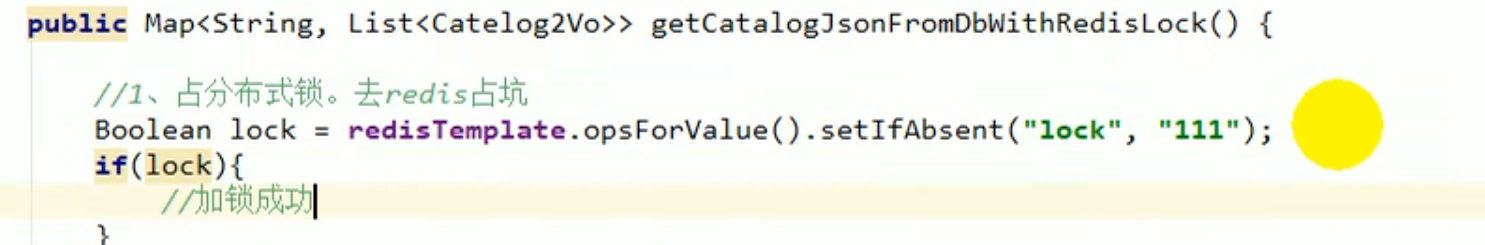 public Map<String, List<Catelog2Vo>> getCatalogJsonFromDbWithRedisLock() {
//1、占分布式锁。去redis占坑
Boolean lock = redisTemplate.opsForValue().setIfAbsent("lock", "111");
if(lock){
//加锁成功
}